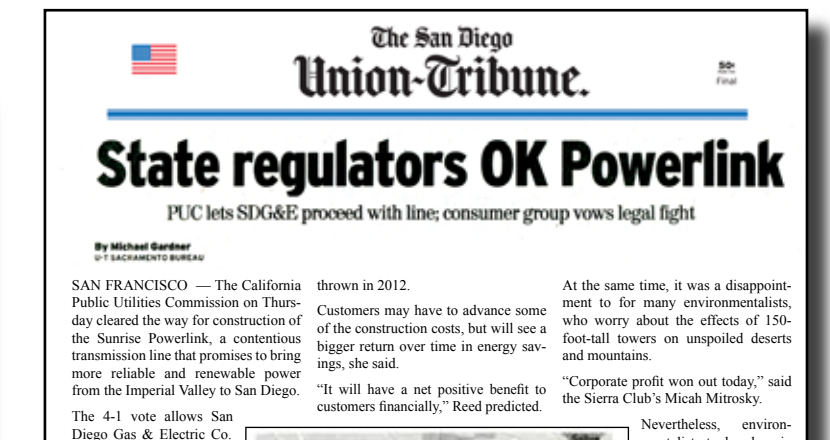 The San Diego
Union-Tribune.
50¢
Final
State regulators OK Powerlink
PUC lets SDG&E proceed with line; consumer group vows legal fight
By Michael Gardner
U-T SACRAMENTO BUREAU
SAN FRANCISCO — The California
Public Utilities Commission on Thurs-
day cleared the way for construction of
the Sunrise Powerlink, a contentious
transmission line that promises to bring
more reliable and renewable power
from the Imperial Valley to San Diego.
The 4-1 vote allows San
Diego Gas & Electric Co.
thrown in 2012.
Customers may have to advance some
of the construction costs, but will see a
bigger return over time in energy sav-
ings, she said.
“It will have a net positive benefit to
customers financially,” Reed predicted.
At the same time, it was a disappoint-
ment to for many environmentalists,
who worry about the effects of 150-
foot-tall towers on unspoiled deserts
and mountains.
“Corporate profit won out today,” said
the Sierra Club’s Micah Mitrosky.
Nevertheless, environ-